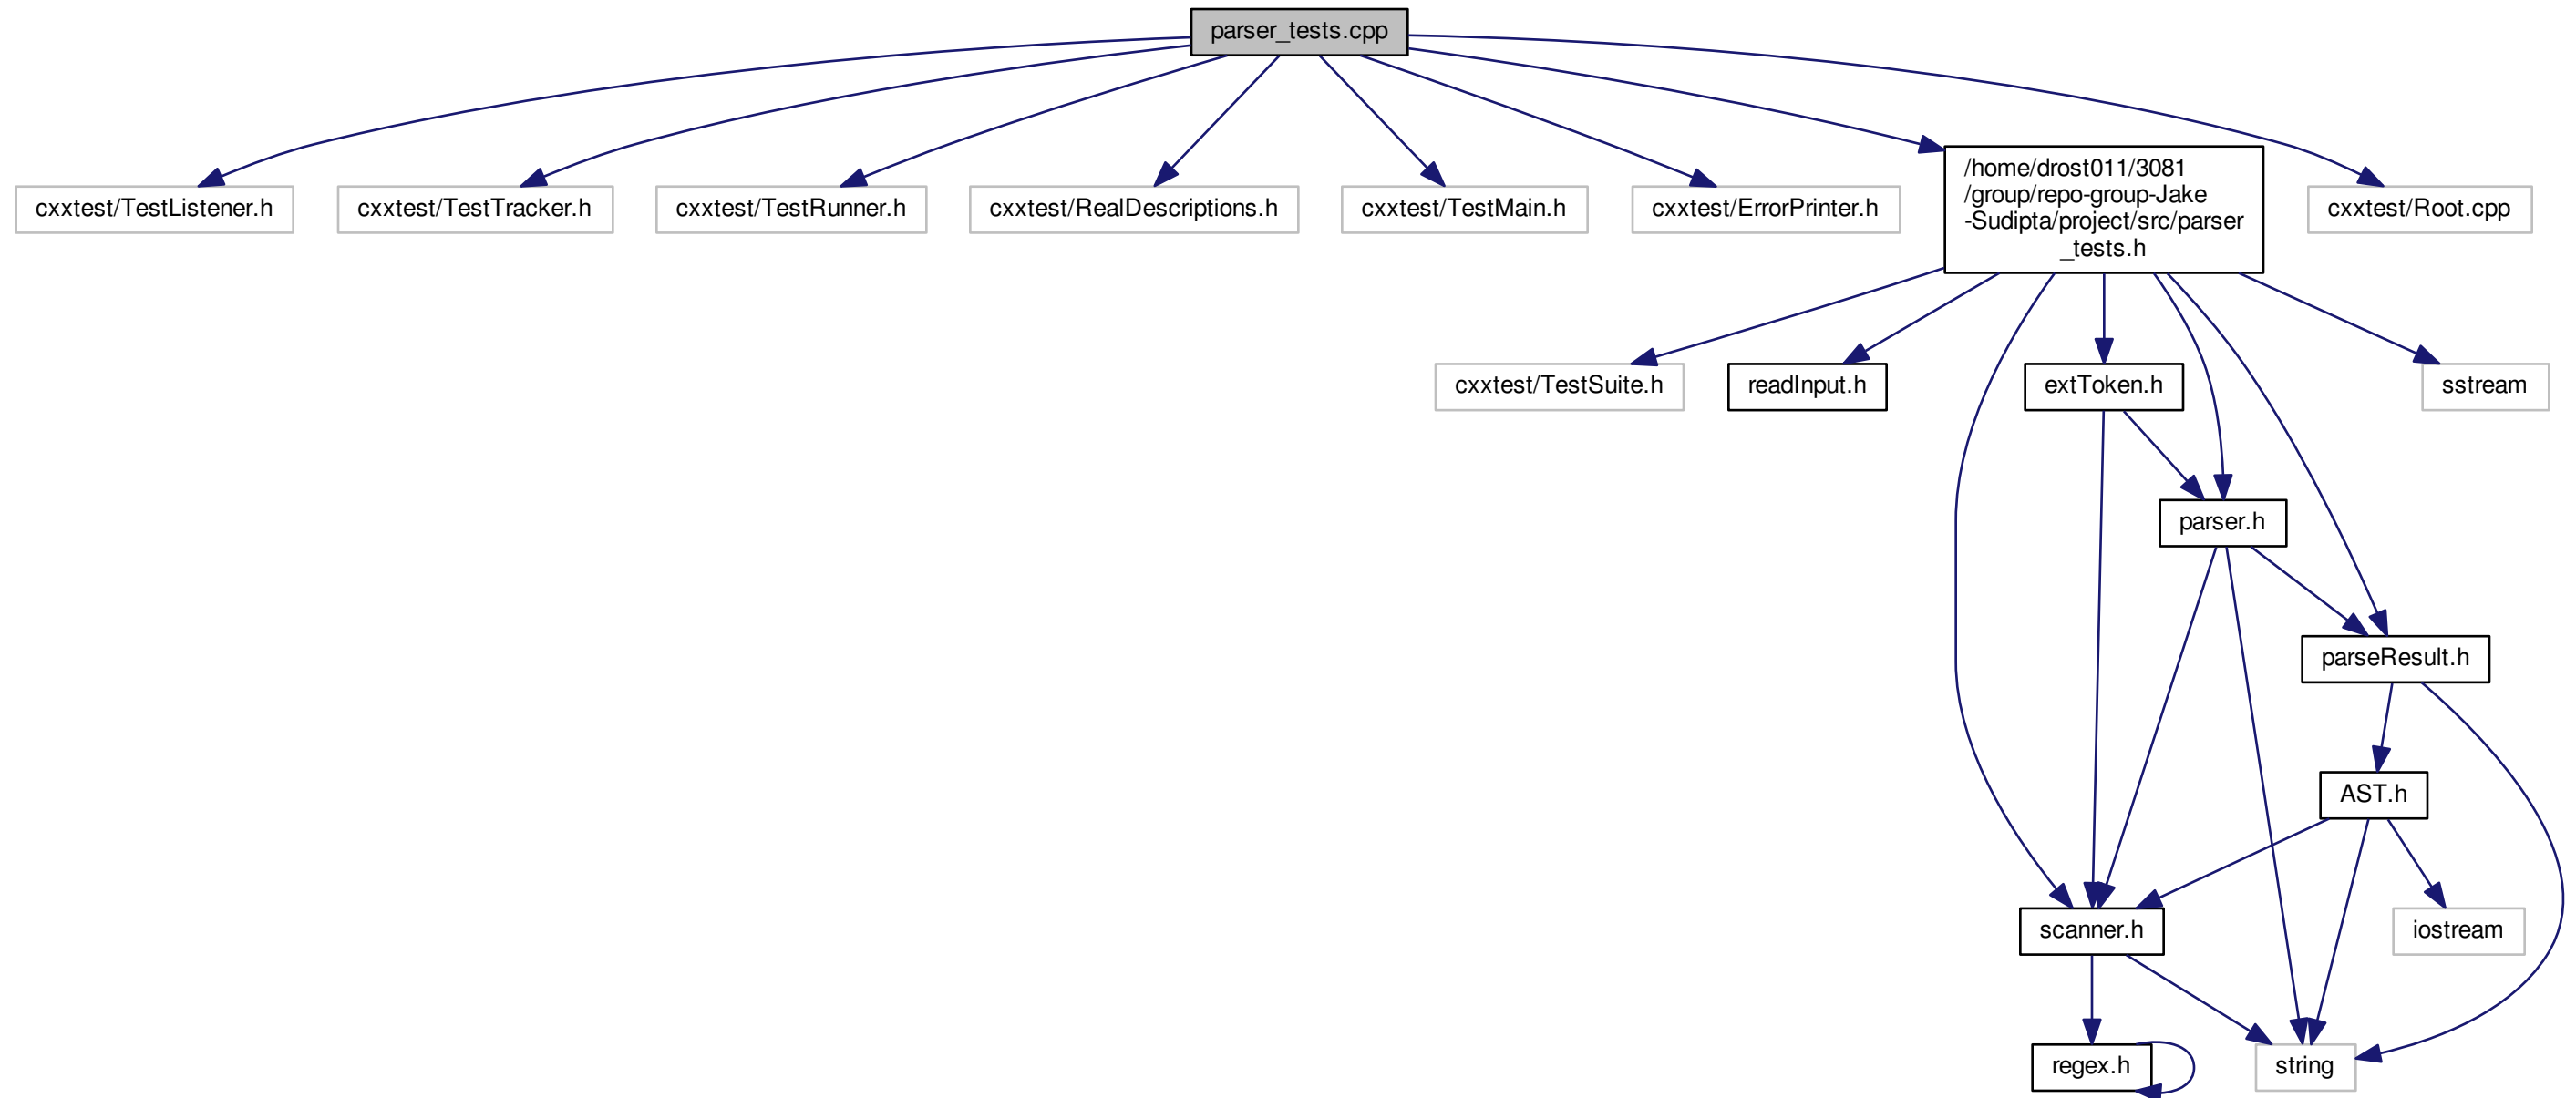 parser_tests.cpp
/home/drost011/3081
/group/repo-group-Jake
-Sudipta/project/src/parser
_tests.h
cxxtest/TestListener.h
cxxtest/TestTracker.h
cxxtest/TestRunner.h
cxxtest/RealDescriptions.h
cxxtest/TestMain.h
cxxtest/ErrorPrinter.h
cxxtest/Root.cpp
cxxtest/TestSuite.h
readInput.h
extToken.h
sstream
parser.h
parseResult.h
AST.h
scanner.h
iostream
regex.h
string